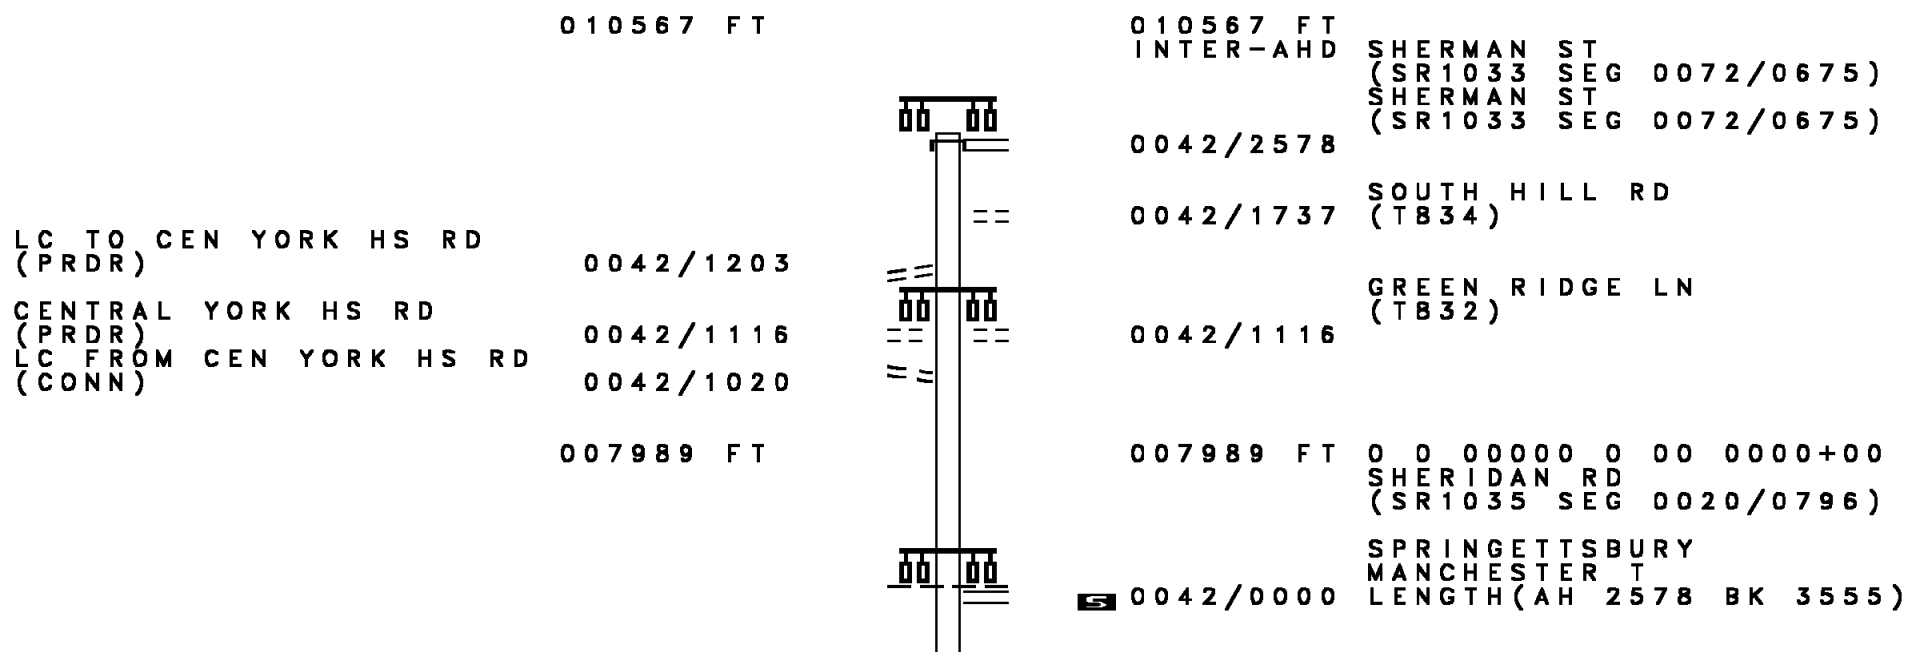 010567 FT 010567 FT
INTER-AHD SHERMAN ST
(SR1033 SEG 0072/0675)
SHERMAN ST
(SR1033 SEG 0072/0675)
0042/2578
SOUTH HILL RD
0042/1737 (T834)
LC TO CEN YORK HS RD
(PRDR) 0042/1203
GREEN RIDGE LN
CENTRAL YORK HS RD (T832)
(PRDR) 0042/1116 0042/1116
LC FROM CEN YORK HS RD
(CONN) 0042/1020
007989 FT 007989 FT 0 0 00000 0 00 0000+00
SHERIDAN RD
(SR1035 SEG 0020/0796)
SPRINGETTSBURY
MANCHESTER T
S 0042/0000 LENGTH(AH 2578 BK 3555)